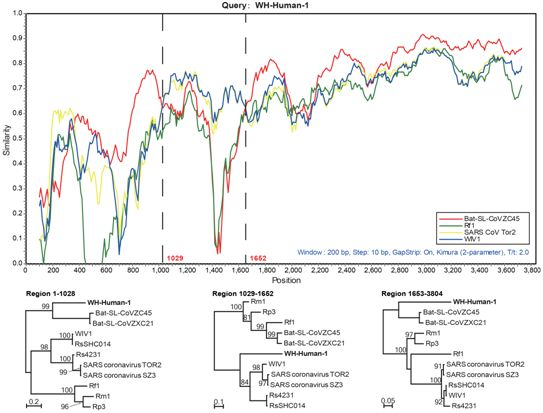 Query: WH-Human-1
1.0
0.9
0.8
0.7
0.6
0.5
0.4
0.3
0.2
0.1
0.0
Similarity
0 200 400 600 800 1,000 1,200 1,400 1,600 1,800 2,000 2,200 2,400 2,600 2,800 3,000 3,200 3,400 3,600 3,800
Position
1029
1652
Bat-SL-CoVZC45
Rf1
SARS CoV Tor2
WIV1
Window: 200 bp, Step: 10 bp, GapStrip: On, Kimura (2-parameter), T/t: 2.0
Region 1-1028
WH-Human-1
99
Bat-SL-CoVZC45
Bat-SL-CoVZXC21
WIV1
100
RsSHC014
98
Rs4231
100
SARS coronavirus TOR2
SARS coronavirus SZ3
Rf1
100
Rm1
96
Rp3
0.2
Region 1029-1652
Rm1
100
Rp3
81
Rf1
99
Bat-SL-CoVZC45
100
Bat-SL-CoVZXC21
WH-Human-1
WIV1
98
SARS coronavirus TOR2
97
SARS coronavirus SZ3
84
Rs4231
100
RsSHC014
0.1
Region 1653-3804
WH-Human-1
100
Bat-SL-CoVZC45
Bat-SL-CoVZXC21
97
Rm1
Rp3
Rf1
100
SARS coronavirus TOR2
91
SARS coronavirus SZ3
RsSHC014
WIV1
92
Rs4231
0.05